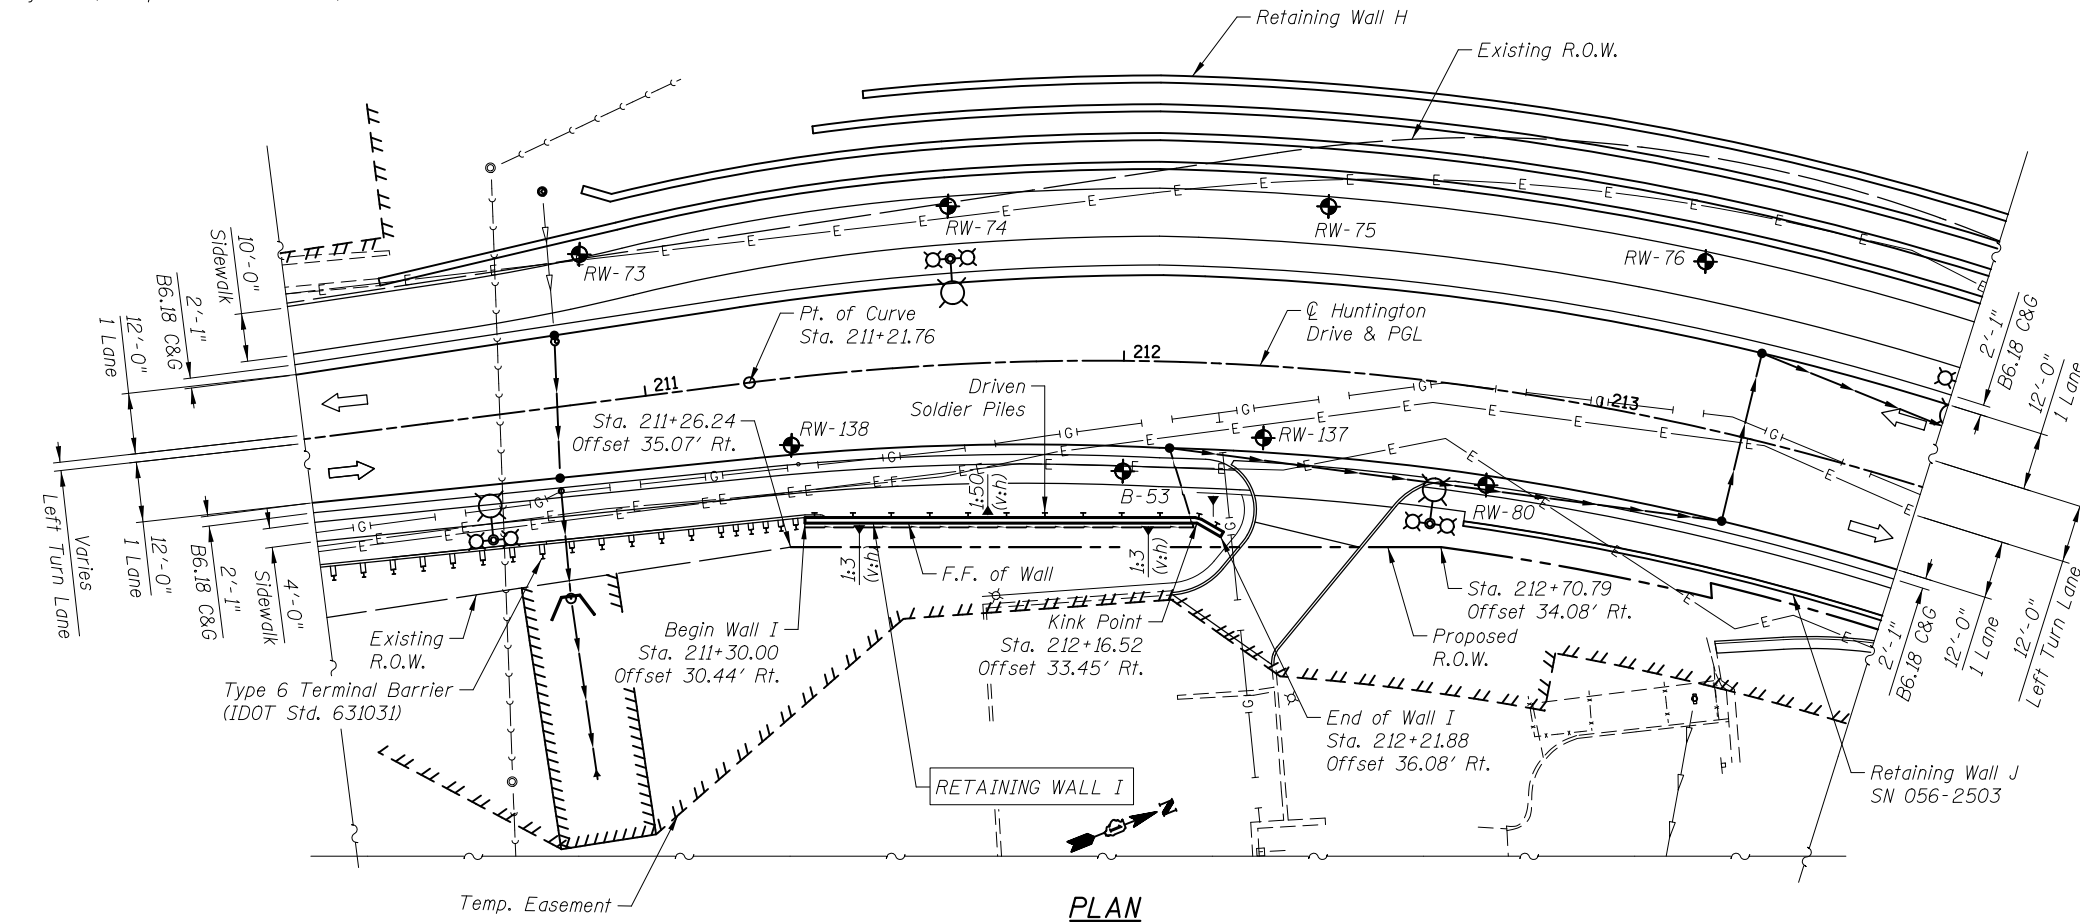 Retaining Wall H
Existing R.O.W.
10'-0"
Sidewalk
2'-1"
B6.18 C&G
12'-0"
1 Lane
Varies
Left Turn Lane
12'-0"
1 Lane
2'-1"
B6.18 C&G
4'-0"
Sidewalk
RW-73
RW-74
RW-75
RW-76
Pt. of Curve
Sta. 211+21.76
℄ Huntington
Drive & PGL
211
212
213
Driven
Soldier Piles
Sta. 211+26.24
Offset 35.07' Rt.
RW-138
RW-137
B-53
RW-80
1:50
(v:h)
1:3
(v:h)
1:3
(v:h)
F.F. of Wall
Existing
R.O.W.
Type 6 Terminal Barrier
(IDOT Std. 631031)
Begin Wall I
Sta. 211+30.00
Offset 30.44' Rt.
Kink Point
Sta. 212+16.52
Offset 33.45' Rt.
Sta. 212+70.79
Offset 34.08' Rt.
Proposed
R.O.W.
End of Wall I
Sta. 212+21.88
Offset 36.08' Rt.
RETAINING WALL I
Retaining Wall J
SN 056-2503
2'-1"
B6.18 C&G
12'-0"
1 Lane
12'-0"
Left Turn Lane
12'-0"
1 Lane
2'-1"
B6.18 C&G
Temp. Easement
N
PLAN